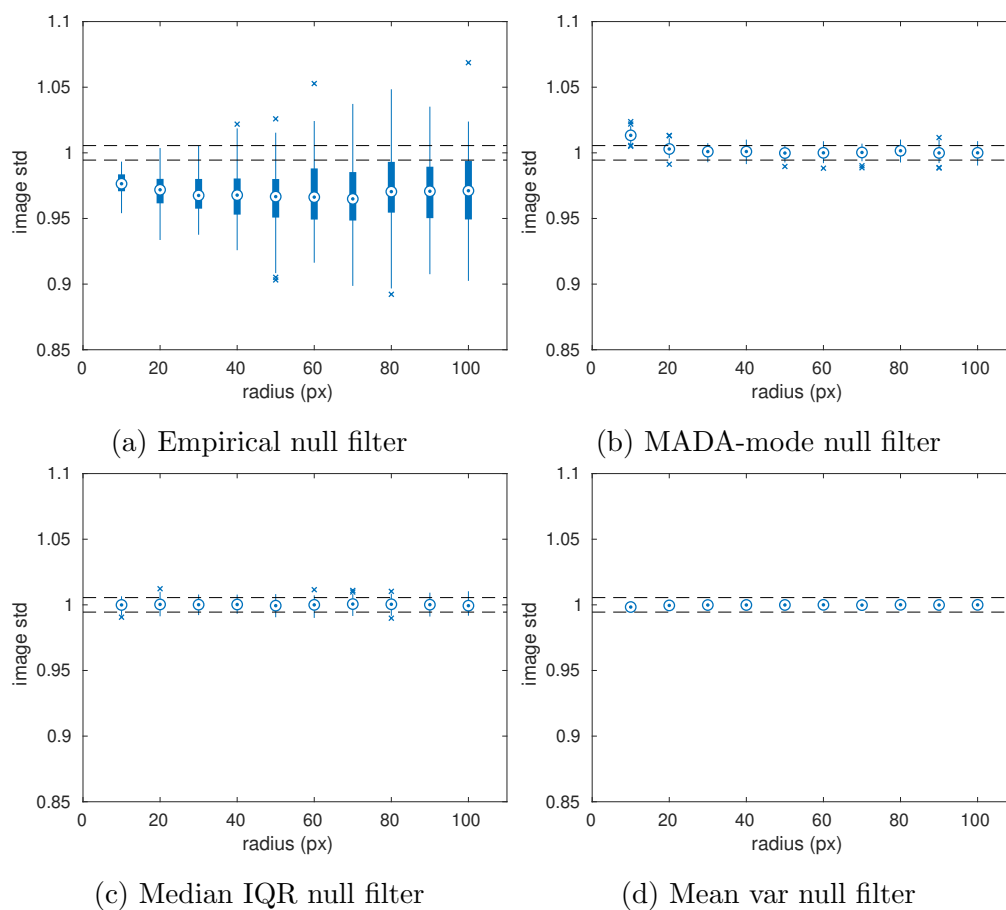 1.1
1.05
1
0.95
0.9
0.85
image std
0 20 40 60 80 100
radius (px)
(a) Empirical null filter
1.1
1.05
1
0.95
0.9
0.85
image std
0 20 40 60 80 100
radius (px)
(b) MADA-mode null filter
1.1
1.05
1
0.95
0.9
0.85
image std
0 20 40 60 80 100
radius (px)
(c) Median IQR null filter
1.1
1.05
1
0.95
0.9
0.85
image std
0 20 40 60 80 100
radius (px)
(d) Mean var null filter